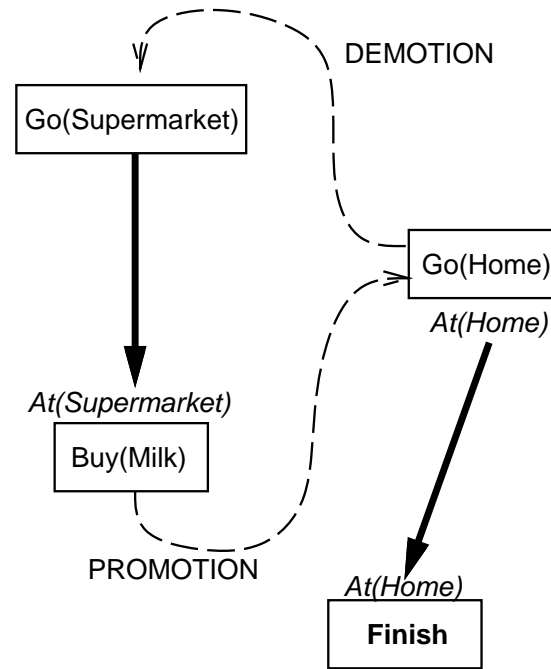 DEMOTION
Go(Supermarket)
Go(Home)
At(Home)
At(Supermarket)
Buy(Milk)
PROMOTION
At(Home)
Finish